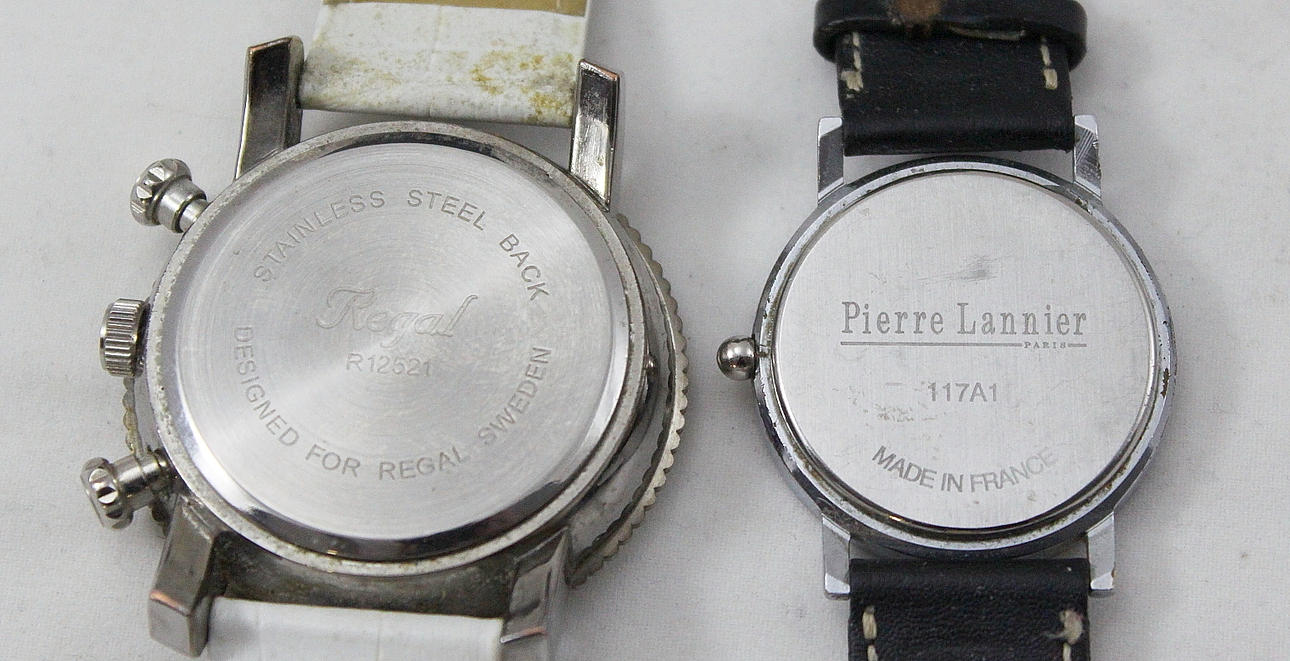 STAINLESS STEEL BACK
Regal
R12521
DESIGNED FOR REGAL SWEDEN
Pierre Lannier
PARIS
117A1
MADE IN FRANCE